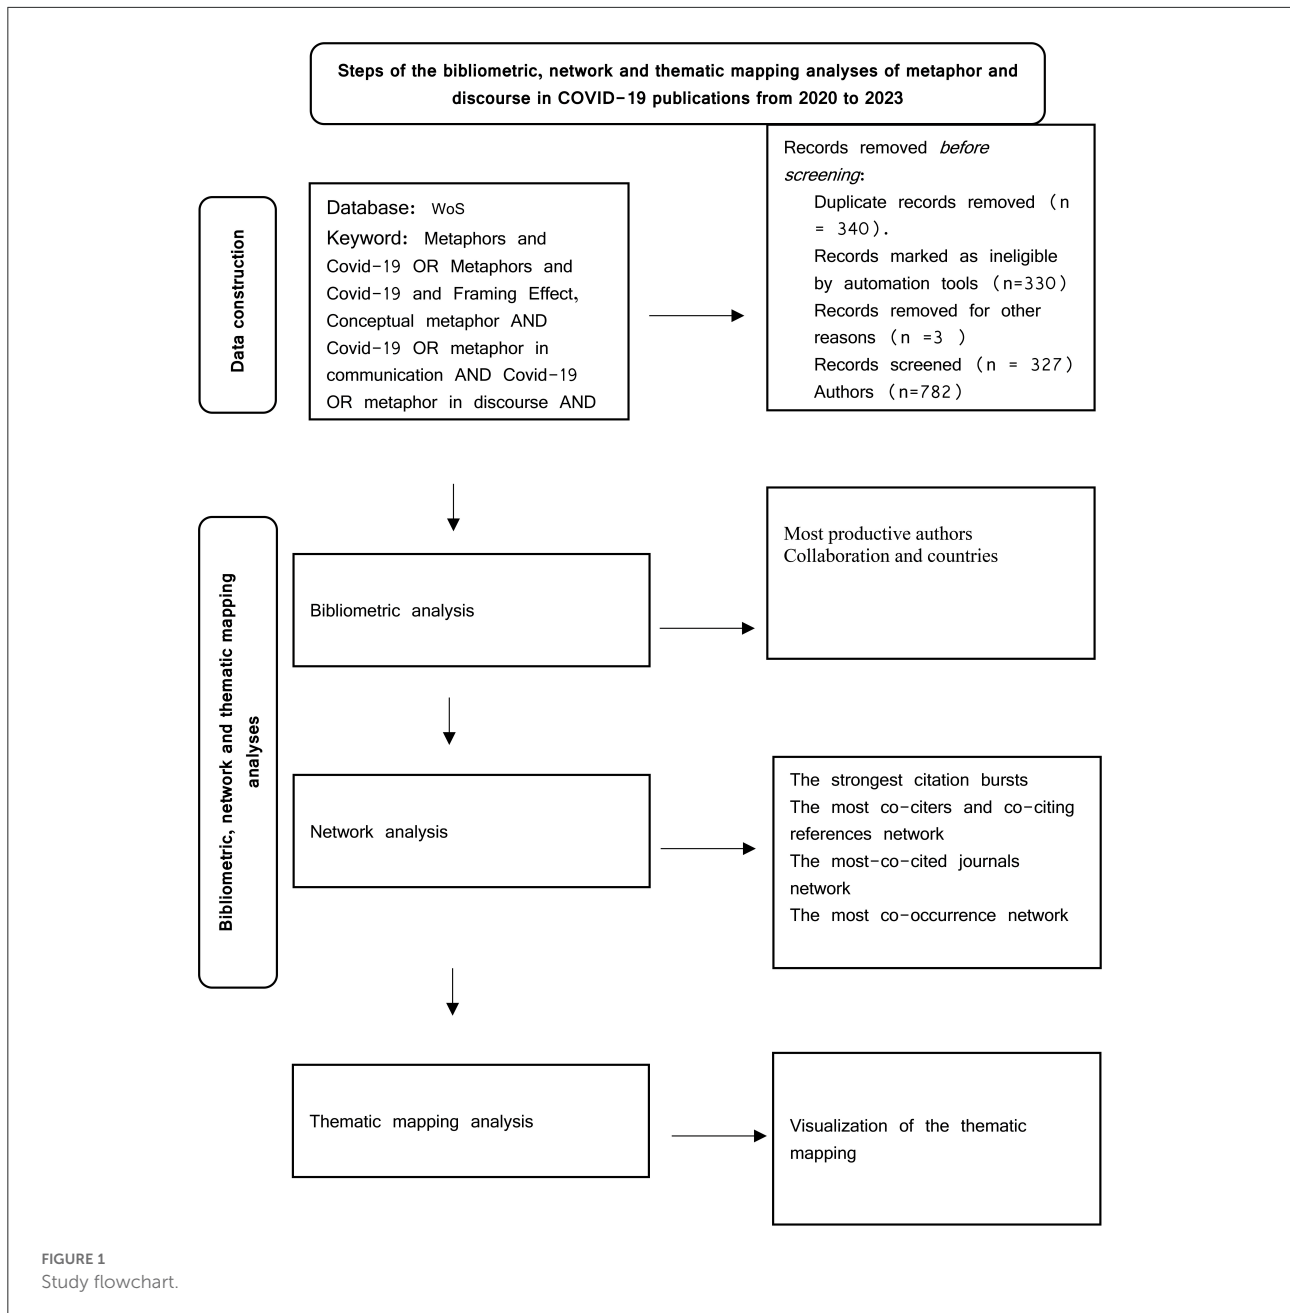 Steps of the bibliometric, network and thematic mapping analyses of metaphor and
discourse in COVID-19 publications from 2020 to 2023
Data construction
Database: WoS
Keyword: Metaphors and
Covid-19 OR Metaphors and
Covid-19 and Framing Effect,
Conceptual metaphor AND
Covid-19 OR metaphor in
communication AND Covid-19
OR metaphor in discourse AND
Records removed before
screening:
Duplicate records removed (n
= 340).
Records marked as ineligible
by automation tools (n=330)
Records removed for other
reasons (n =3 )
Records screened (n = 327)
Authors (n=782)
Bibliometric, network and thematic mapping
analyses
Bibliometric analysis
Most productive authors
Collaboration and countries
Network analysis
The strongest citation bursts
The most co-citers and co-citing
references network
The most-co-cited journals
network
The most co-occurrence network
Thematic mapping analysis
Visualization of the thematic
mapping
FIGURE 1
Study flowchart.